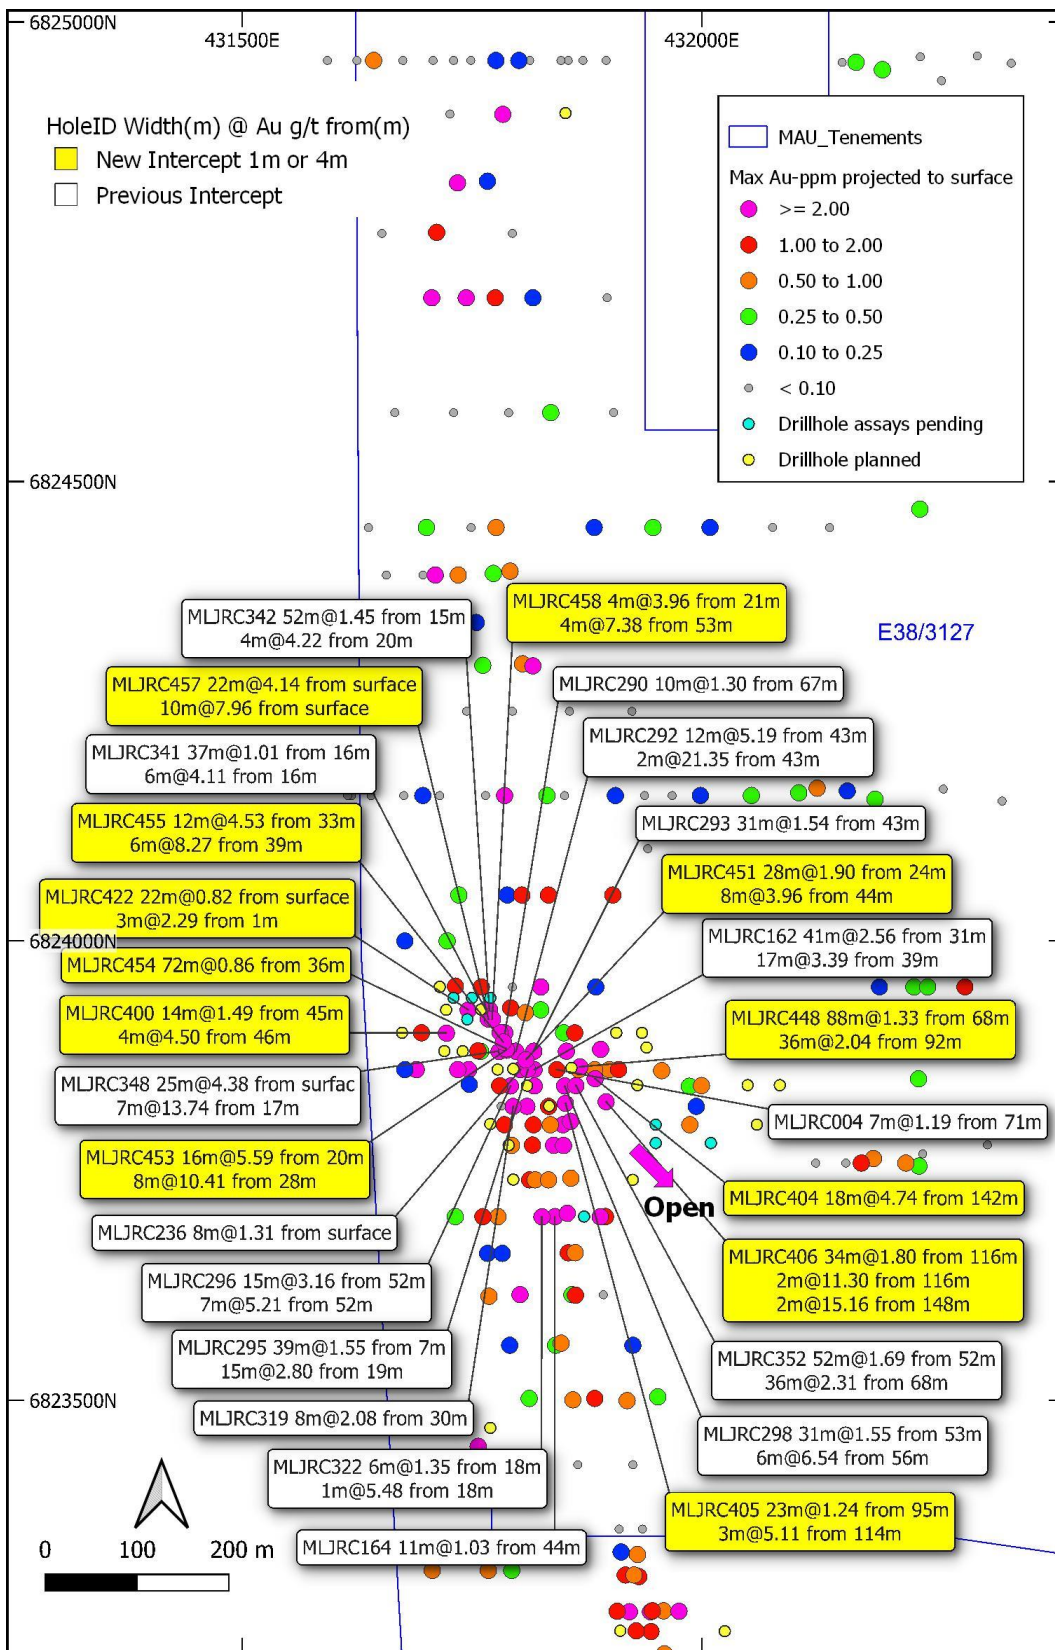 6825000N
431500E
432000E
HoleID Width(m) @ Au g/t from(m)
New Intercept 1m or 4m
Previous Intercept
MAU_Tenements
Max Au-ppm projected to surface
>= 2.00
1.00 to 2.00
0.50 to 1.00
0.25 to 0.50
0.10 to 0.25
< 0.10
Drillhole assays pending
Drillhole planned
6824500N
MLJRC458 4m@3.96 from 21m
4m@7.38 from 53m
MLJRC342 52m@1.45 from 15m
4m@4.22 from 20m
E38/3127
MLJRC457 22m@4.14 from surface
10m@7.96 from surface
MLJRC290 10m@1.30 from 67m
MLJRC292 12m@5.19 from 43m
2m@21.35 from 43m
MLJRC341 37m@1.01 from 16m
6m@4.11 from 16m
MLJRC455 12m@4.53 from 33m
6m@8.27 from 39m
MLJRC293 31m@1.54 from 43m
MLJRC451 28m@1.90 from 24m
8m@3.96 from 44m
MLJRC422 22m@0.82 from surface
3m@2.29 from 1m
6824000N
MLJRC162 41m@2.56 from 31m
17m@3.39 from 39m
MLJRC454 72m@0.86 from 36m
MLJRC400 14m@1.49 from 45m
4m@4.50 from 46m
MLJRC448 88m@1.33 from 68m
36m@2.04 from 92m
MLJRC348 25m@4.38 from surfac
7m@13.74 from 17m
MLJRC004 7m@1.19 from 71m
MLJRC453 16m@5.59 from 20m
8m@10.41 from 28m
MLJRC404 18m@4.74 from 142m
Open
MLJRC236 8m@1.31 from surface
MLJRC406 34m@1.80 from 116m
2m@11.30 from 116m
2m@15.16 from 148m
MLJRC296 15m@3.16 from 52m
7m@5.21 from 52m
MLJRC295 39m@1.55 from 7m
15m@2.80 from 19m
MLJRC352 52m@1.69 from 52m
36m@2.31 from 68m
6823500N
MLJRC319 8m@2.08 from 30m
MLJRC298 31m@1.55 from 53m
6m@6.54 from 56m
MLJRC322 6m@1.35 from 18m
1m@5.48 from 18m
MLJRC405 23m@1.24 from 95m
3m@5.11 from 114m
MLJRC164 11m@1.03 from 44m
0 100 200 m